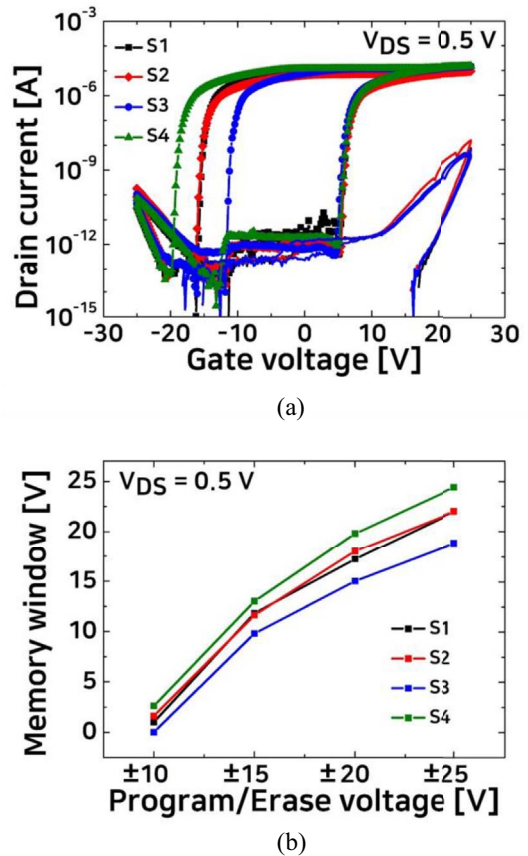 10⁻³
10⁻⁶
10⁻⁹
10⁻¹²
10⁻¹⁵
Drain current [A]
S1
S2
S3
S4
V_DS = 0.5 V
−30 −20 −10 0 10 20 30
Gate voltage [V]
(a)
25
20
15
10
5
0
Memory window [V]
V_DS = 0.5 V
S1
S2
S3
S4
±10 ±15 ±20 ±25
Program/Erase voltage [V]
(b)